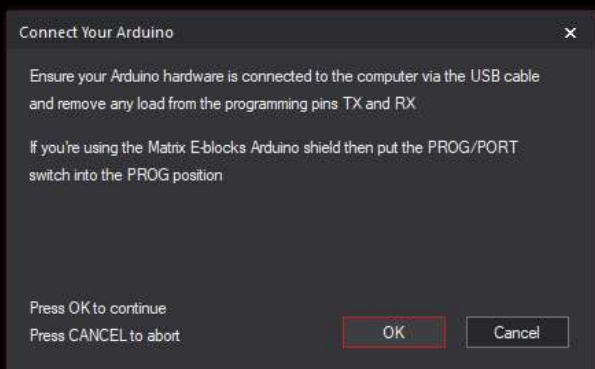 Connect Your Arduino
Ensure your Arduino hardware is connected to the computer via the USB cable
and remove any load from the programming pins TX and RX
If you're using the Matrix E-blocks Arduino shield then put the PROG/PORT
switch into the PROG position
Press OK to continue
Press CANCEL to abort
OK
Cancel